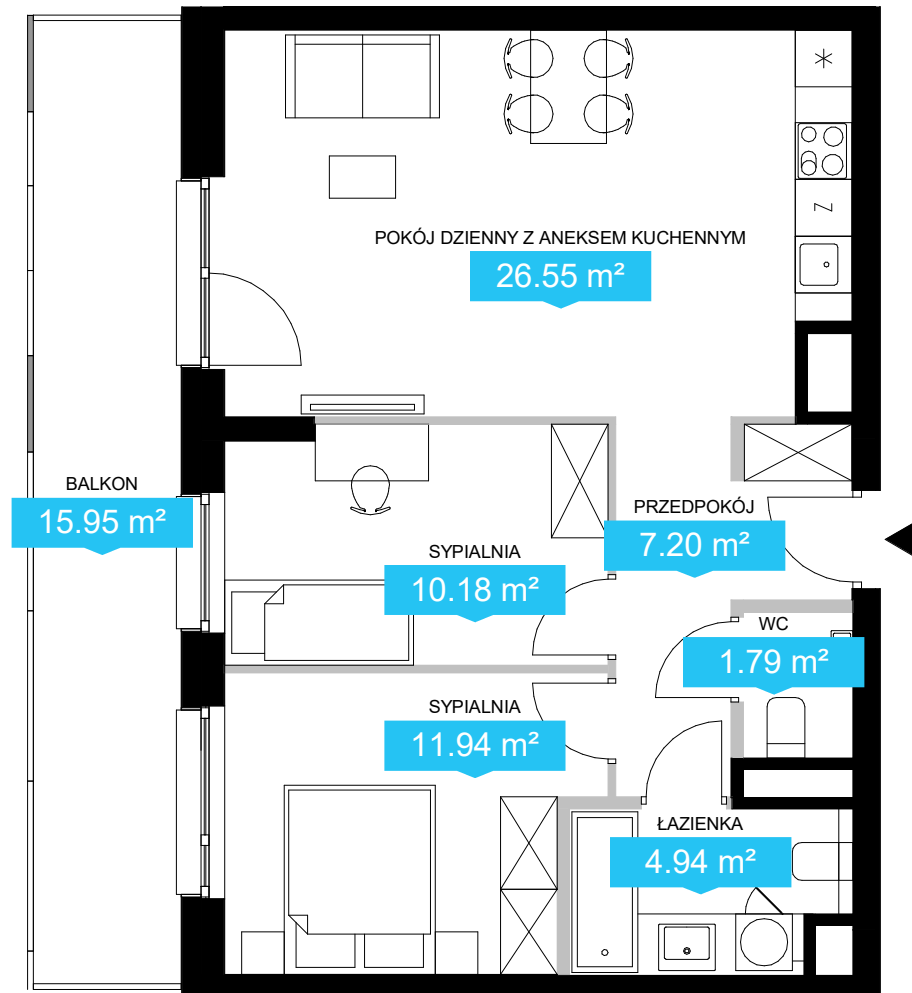 POKÓJ DZIENNY Z ANEKSEM KUCHENNYM
26.55 m²
BALKON
15.95 m²
PRZEDPOKÓJ
7.20 m²
SYPIALNIA
10.18 m²
WC
1.79 m²
SYPIALNIA
11.94 m²
ŁAZIENKA
4.94 m²